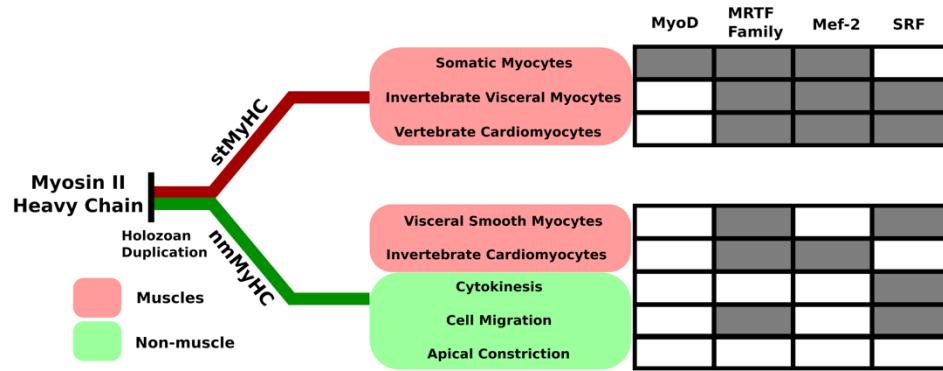 MyoD
MRTF
Family
Mef-2
SRF
Somatic Myocytes
Invertebrate Visceral Myocytes
Vertebrate Cardiomyocytes
stMyHC
Myosin II
Heavy Chain
Holozoan
Duplication
nmMyHC
Visceral Smooth Myocytes
Invertebrate Cardiomyocytes
Cytokinesis
Cell Migration
Apical Constriction
Muscles
Non-muscle